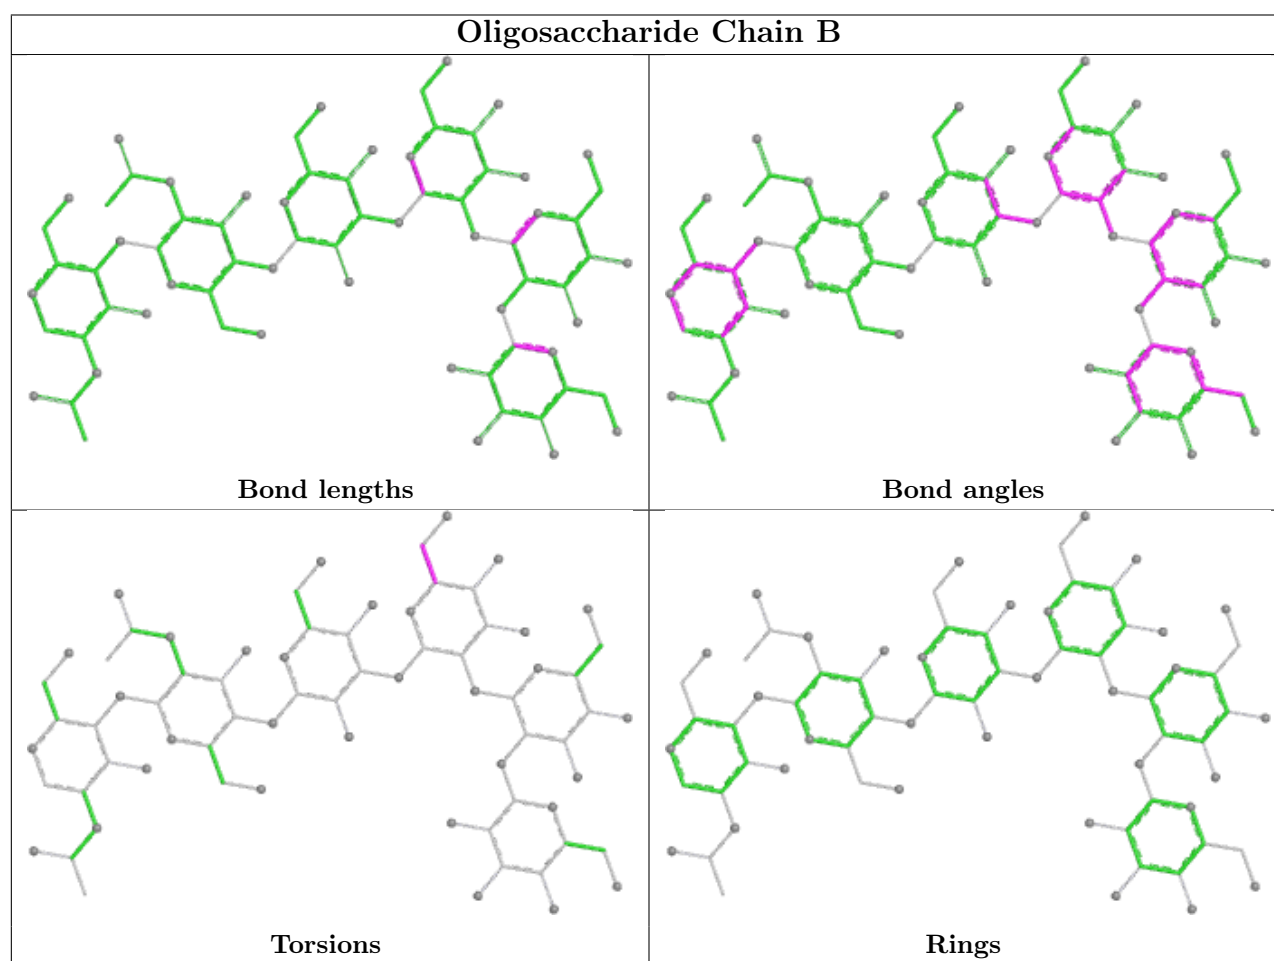 Oligosaccharide Chain B
Bond lengths
Bond angles
Torsions
Rings